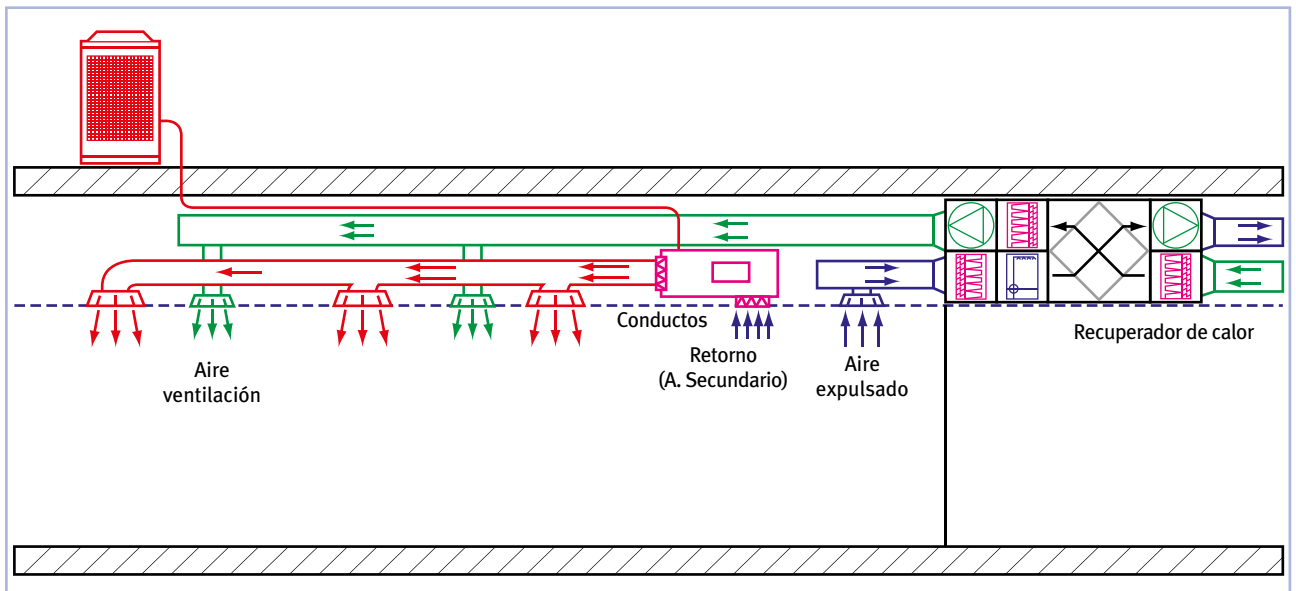 Conductos
Recuperador de calor
Aire
ventilación
Retorno
(A. Secundario)
Aire
expulsado